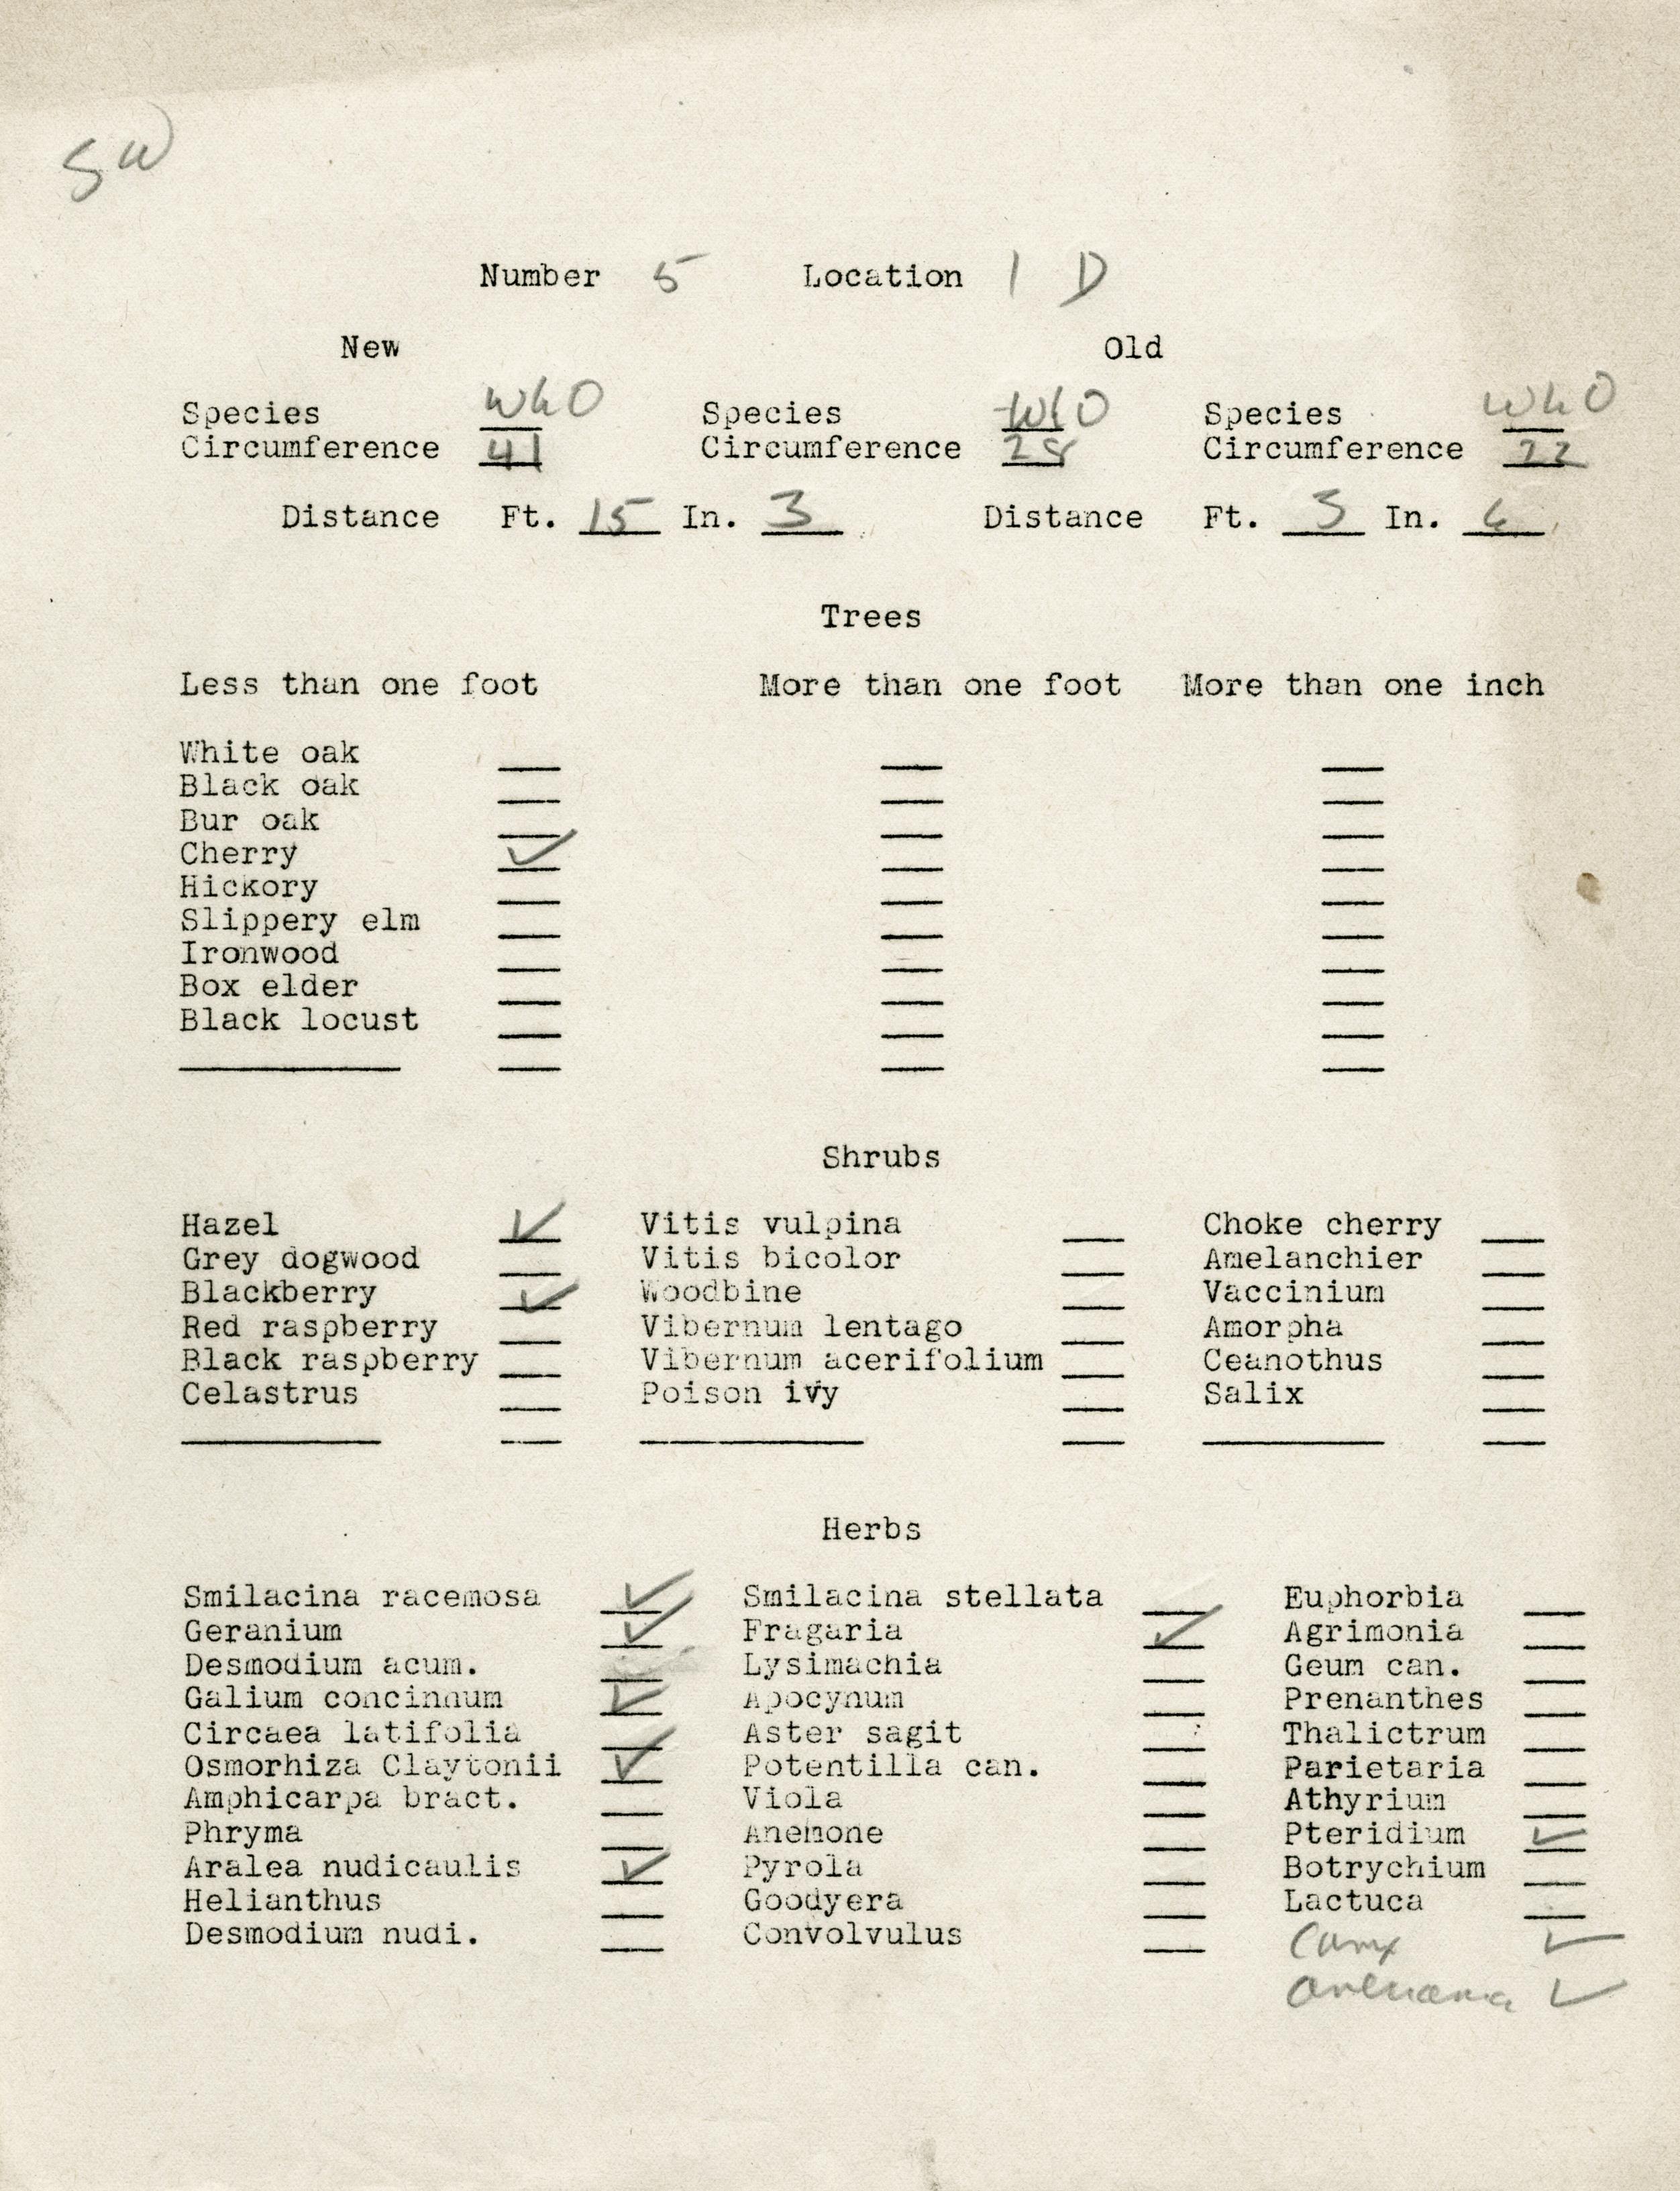 SW
Number 5 Location 1 D
New Old
Species WhO Species WhO Species WhO
Circumference 41 Circumference 28 Circumference 22
Distance Ft. 15 In. 3 Distance Ft. In. 6
Trees
Less than one foot More than one foot More than one inch
White oak
Black oak
Bur oak
Cherry ✓
Hickory
Slippery elm
Ironwood
Box elder
Black locust
Shrubs
Hazel ✓ Vitis vulpina Choke cherry
Grey dogwood Vitis bicolor Amelanchier
Blackberry ✓ Woodbine Vaccinium
Red raspberry Vibernum lentago Amorpha
Black raspberry Vibernum acerifolium Ceanothus
Celastrus Poison ivy Salix
Herbs
Smilacina racemosa ✓ Smilacina stellata Euphorbia
Geranium ✓ Fragaria ✓ Agrimonia
Desmodium acum. Lysimachia Geum can.
Galium concinnum ✓ Apocynum Prenanthes
Circaea latifolia Aster sagit Thalictrum
Osmorhiza Claytonii ✓ Potentilla can. Parietaria
Amphicarpa bract. Viola Athyrium
Phryma Anemone Pteridium ✓
Aralea nudicaulis ✓ Pyrola Botrychium
Helianthus Goodyera Lactuca
Desmodium nudi. Convolvulus
Carex ✓
✓